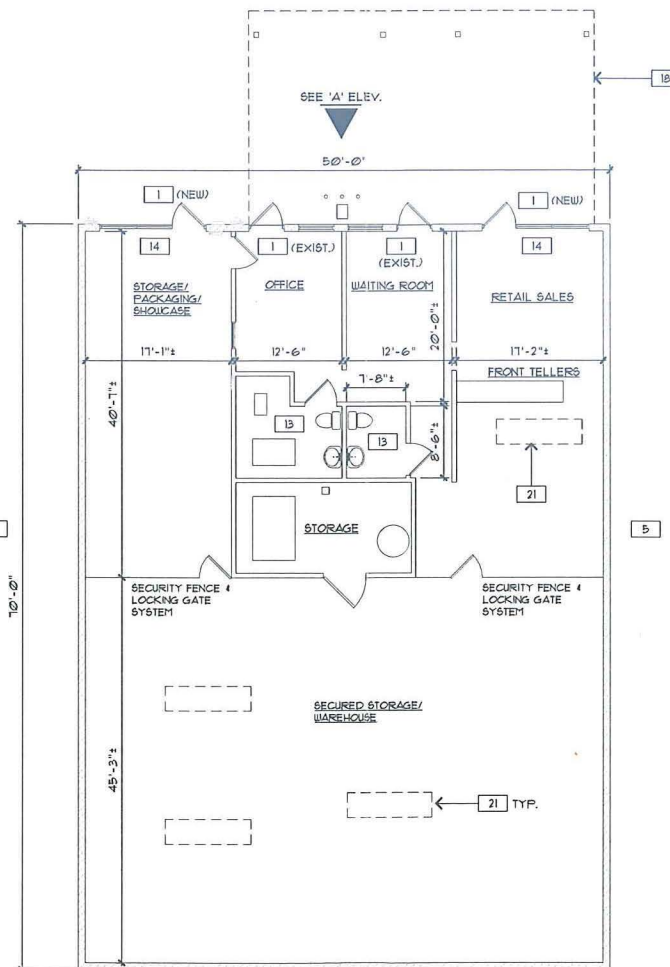 18
SEE 'A' ELEV.
50'-0"
1 (NEW)
1 (NEW)
14
1 (EXIST.)
1
(EXIST.)
14
STORAGE/
PACKAGING/
SHOWCASE
OFFICE
WAITING ROOM
RETAIL SALES
20'-0"±
17'-1"±
12'-6"
12'-6"
17'-2"±
FRONT TELLERS
7'-8"±
40'-7"±
13
13
8'-6"±
21
STORAGE
5
70'-0"
SECURITY FENCE &
LOCKING GATE
SYSTEM
SECURITY FENCE &
LOCKING GATE
SYSTEM
SECURED STORAGE/
WAREHOUSE
45'-3"±
21 TYP.